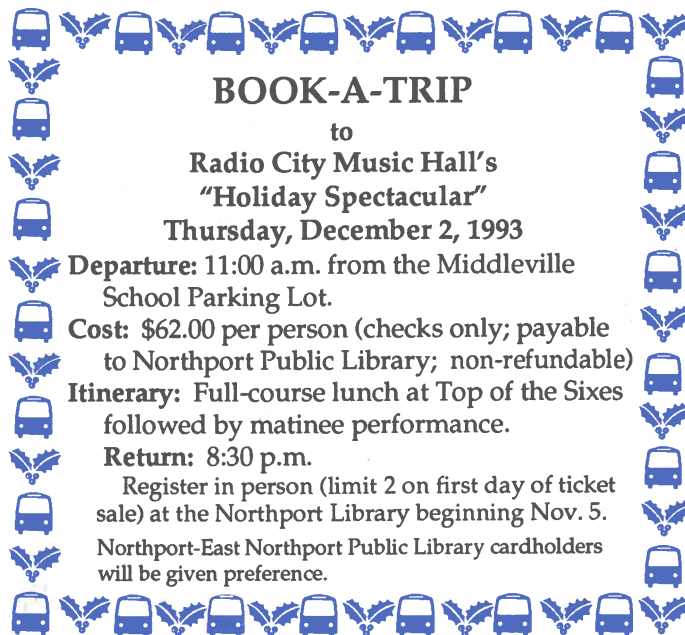 BOOK-A-TRIP
to
Radio City Music Hall's
"Holiday Spectacular"
Thursday, December 2, 1993
Departure: 11:00 a.m. from the Middleville
School Parking Lot.
Cost: $62.00 per person (checks only; payable
to Northport Public Library; non-refundable)
Itinerary: Full-course lunch at Top of the Sixes
followed by matinee performance.
Return: 8:30 p.m.
Register in person (limit 2 on first day of ticket
sale) at the Northport Library beginning Nov. 5.
Northport-East Northport Public Library cardholders
will be given preference.